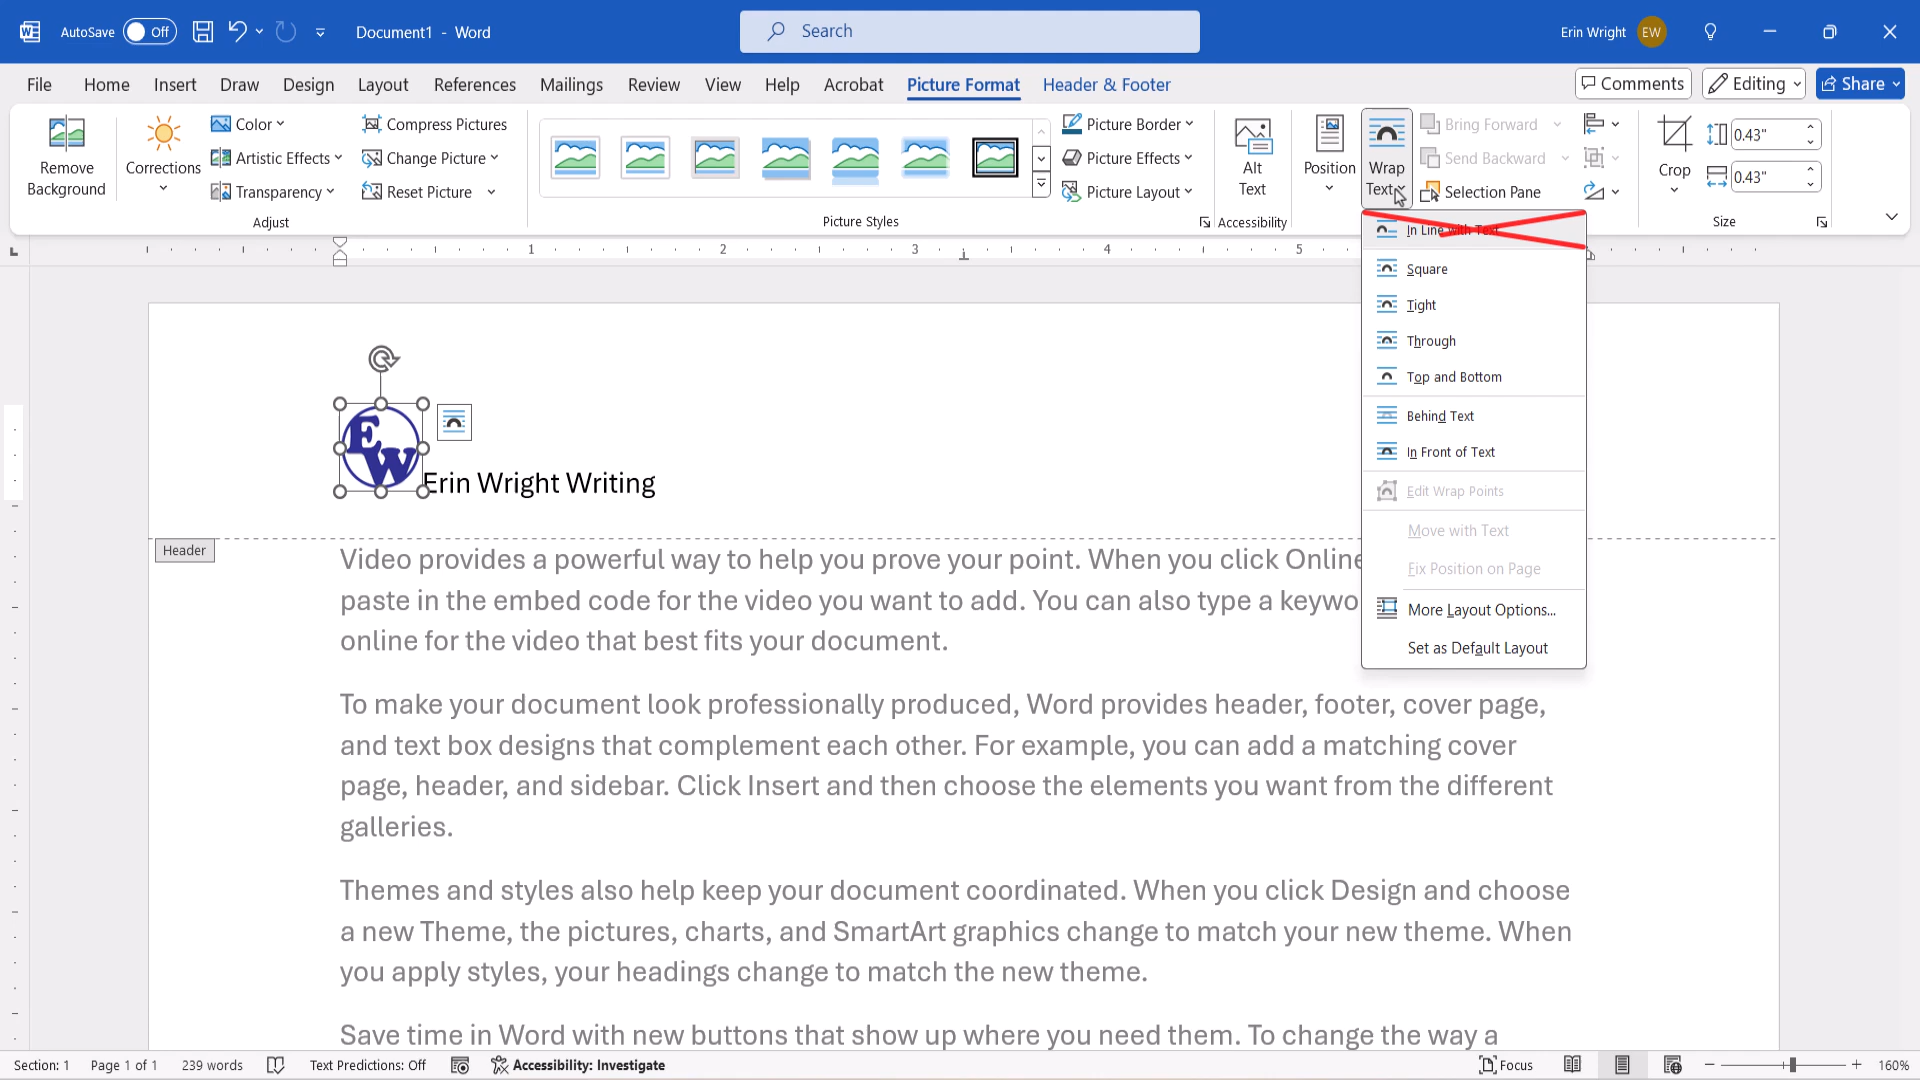 AutoSave Off Document1 - Word Search Erin Wright EW
File Home Insert Draw Design Layout References Mailings Review View Help Acrobat Picture Format Header & Footer Comments Editing Share
Remove
Background
Corrections
Color
Artistic Effects
Transparency
Compress Pictures
Change Picture
Reset Picture
Adjust
Picture Styles
Picture Border
Picture Effects
Picture Layout
Alt
Text
Accessibility
Position
Wrap
Text
Bring Forward
Send Backward
Selection Pane
Crop
0.43"
0.43"
Size
In Line with Text
Square
Tight
Through
Top and Bottom
Behind Text
In Front of Text
Edit Wrap Points
Move with Text
Fix Position on Page
More Layout Options...
Set as Default Layout
1 2 3 4 5
EW
Erin Wright Writing
Header
Video provides a powerful way to help you prove your point. When you click Online
paste in the embed code for the video you want to add. You can also type a keywo
online for the video that best fits your document.
To make your document look professionally produced, Word provides header, footer, cover page,
and text box designs that complement each other. For example, you can add a matching cover
page, header, and sidebar. Click Insert and then choose the elements you want from the different
galleries.
Themes and styles also help keep your document coordinated. When you click Design and choose
a new Theme, the pictures, charts, and SmartArt graphics change to match your new theme. When
you apply styles, your headings change to match the new theme.
Save time in Word with new buttons that show up where you need them. To change the way a
Section: 1 Page 1 of 1 239 words Text Predictions: Off Accessibility: Investigate Focus 160%